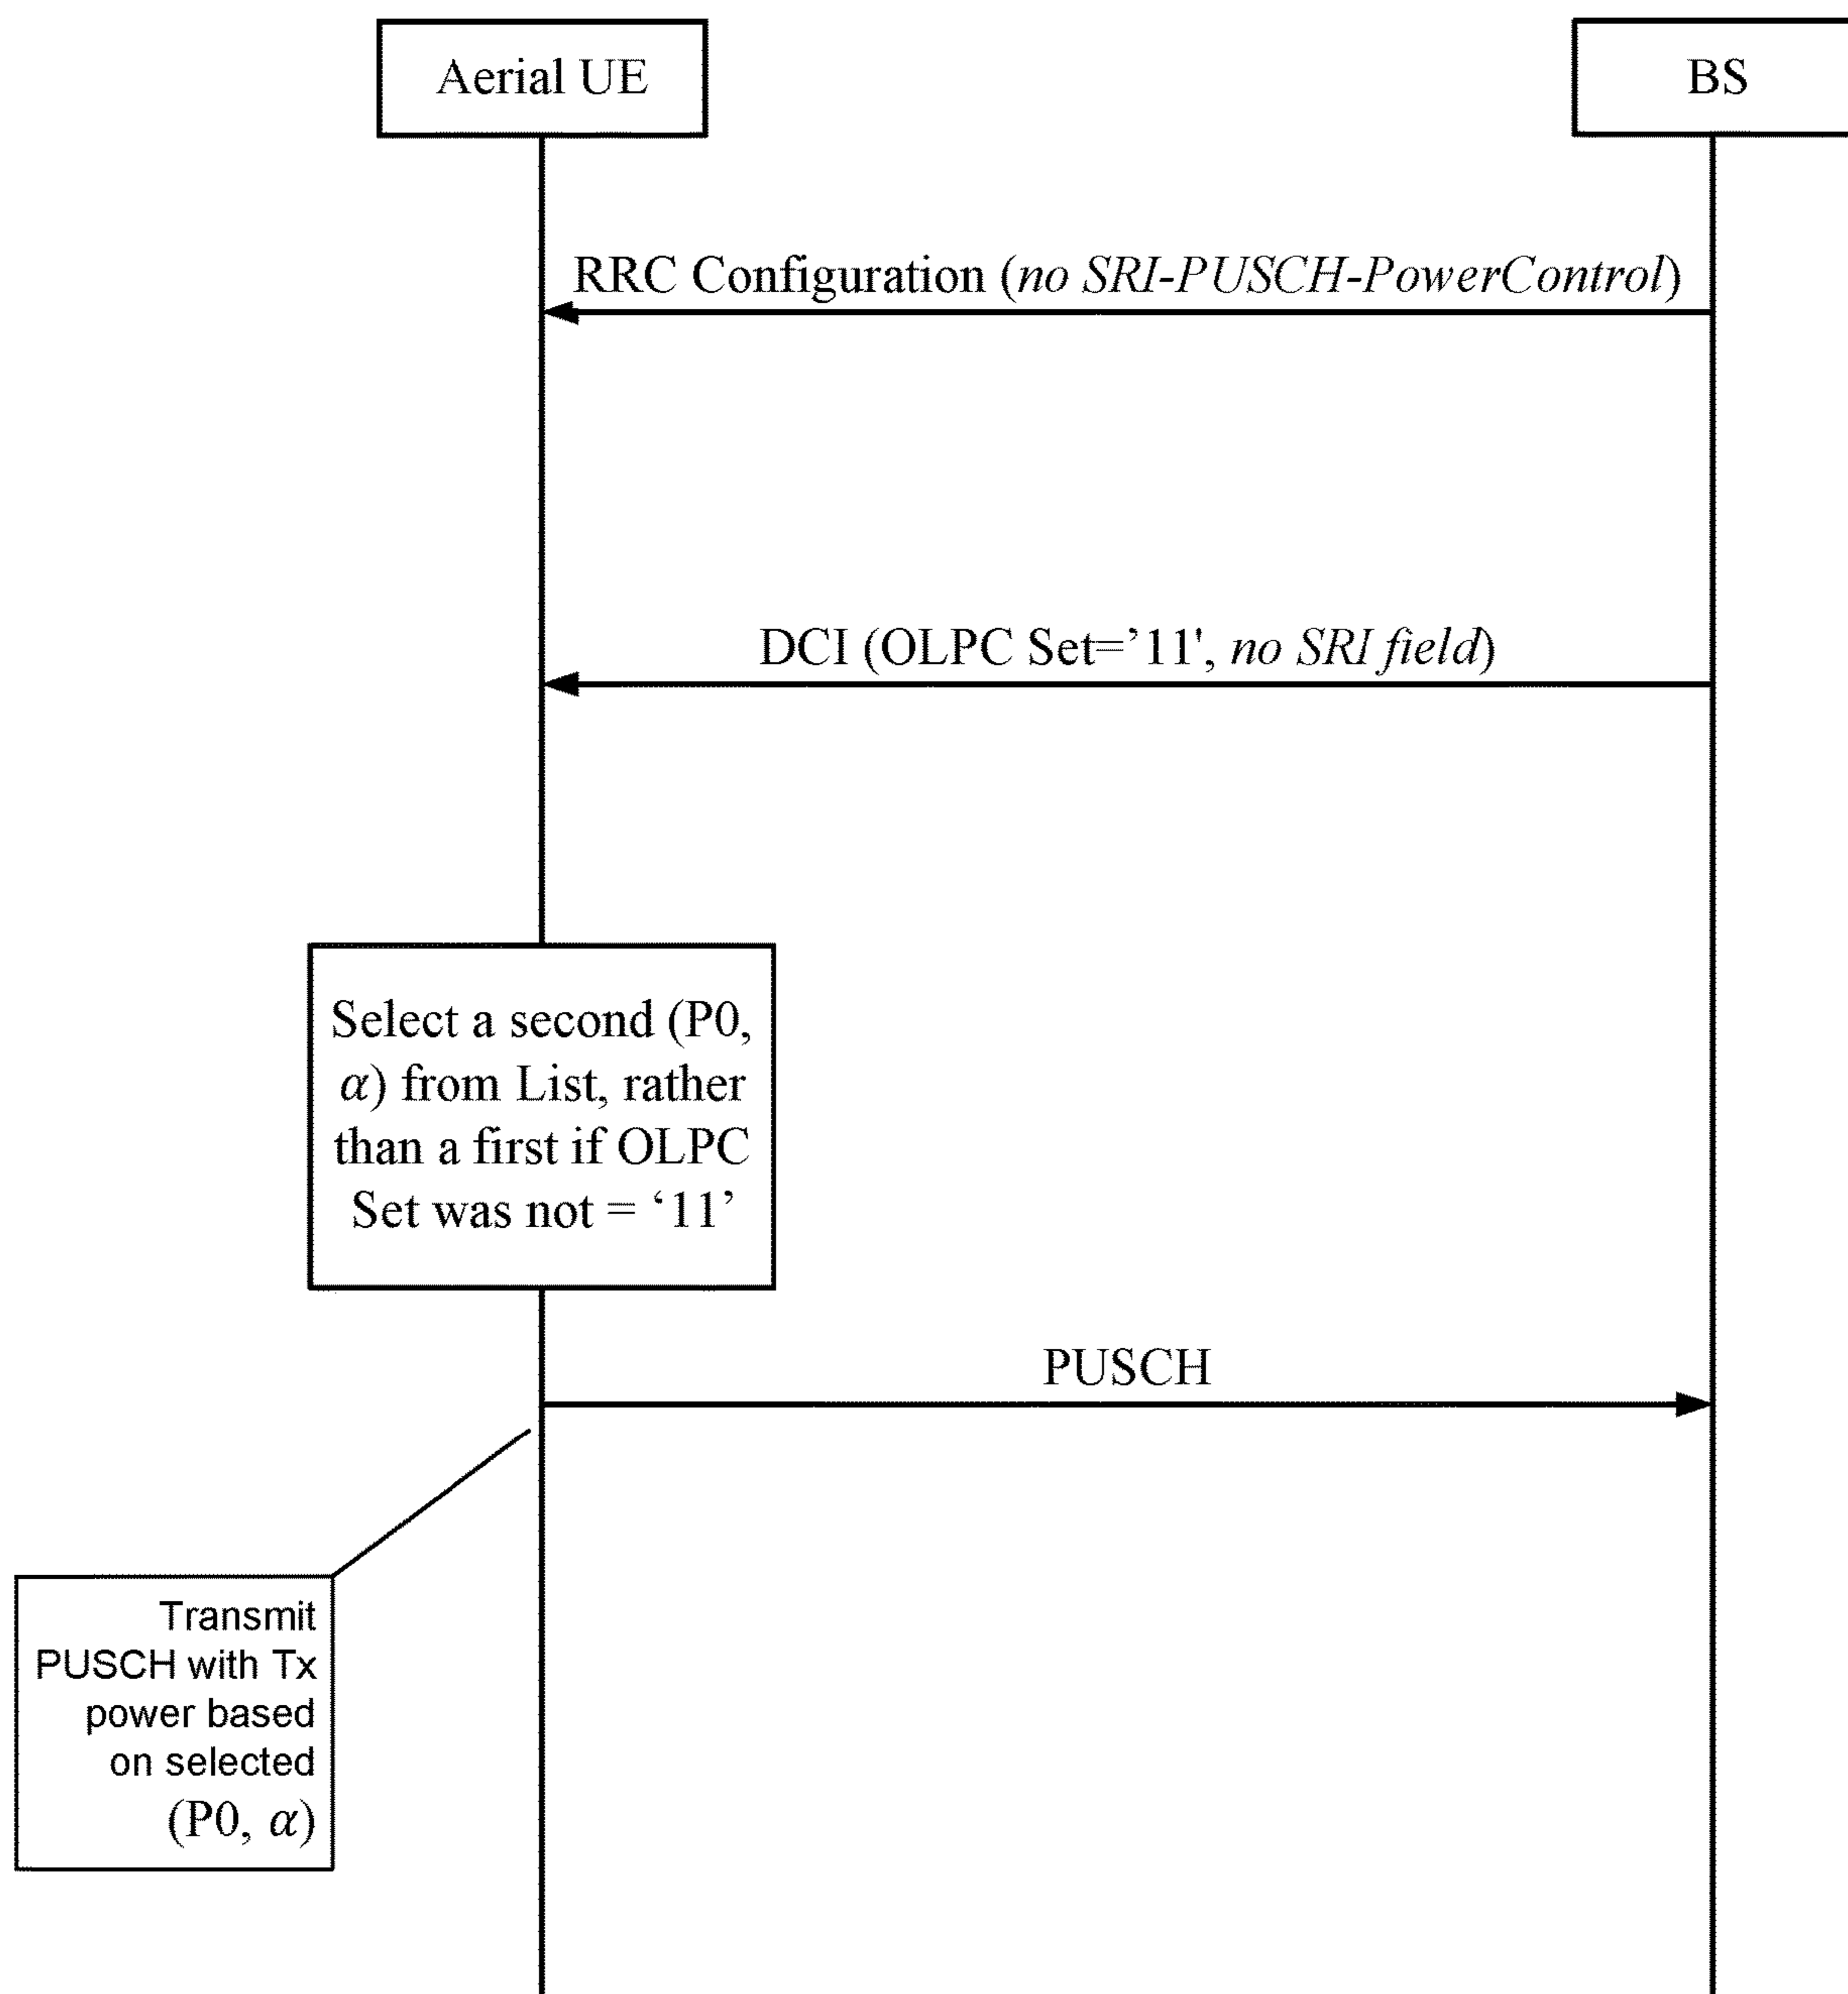 Aerial UE
BS
RRC Configuration (no SRI-PUSCH-PowerControl)
DCI (OLPC Set=’11', no SRI field)
Select a second (P0,
α) from List, rather
than a first if OLPC
Set was not = ‘11’
PUSCH
Transmit
PUSCH with Tx
power based
on selected
(P0, α)